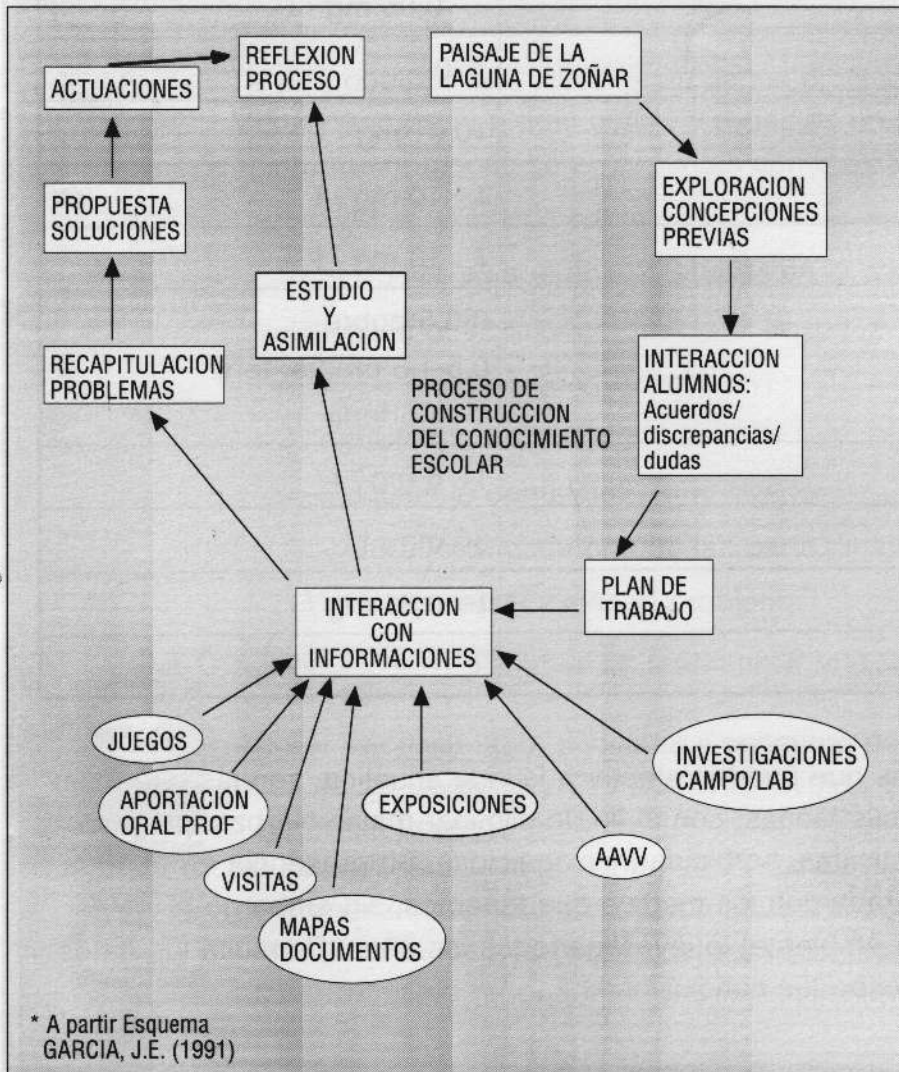 REFLEXION
PROCESO
PAISAJE DE LA
LAGUNA DE ZOÑAR
ACTUACIONES
EXPLORACION
CONCEPCIONES
PREVIAS
PROPUESTA
SOLUCIONES
ESTUDIO
Y
ASIMILACION
RECAPITULACION
PROBLEMAS
INTERACCION
ALUMNOS:
Acuerdos/
discrepancias/
dudas
PROCESO DE
CONSTRUCCION
DEL CONOCIMIENTO
ESCOLAR
PLAN DE
TRABAJO
INTERACCION
CON
INFORMACIONES
JUEGOS
APORTACION
ORAL PROF
VISITAS
MAPAS
DOCUMENTOS
EXPOSICIONES
AAVV
INVESTIGACIONES
CAMPO/LAB
* A partir Esquema
GARCIA, J.E. (1991)